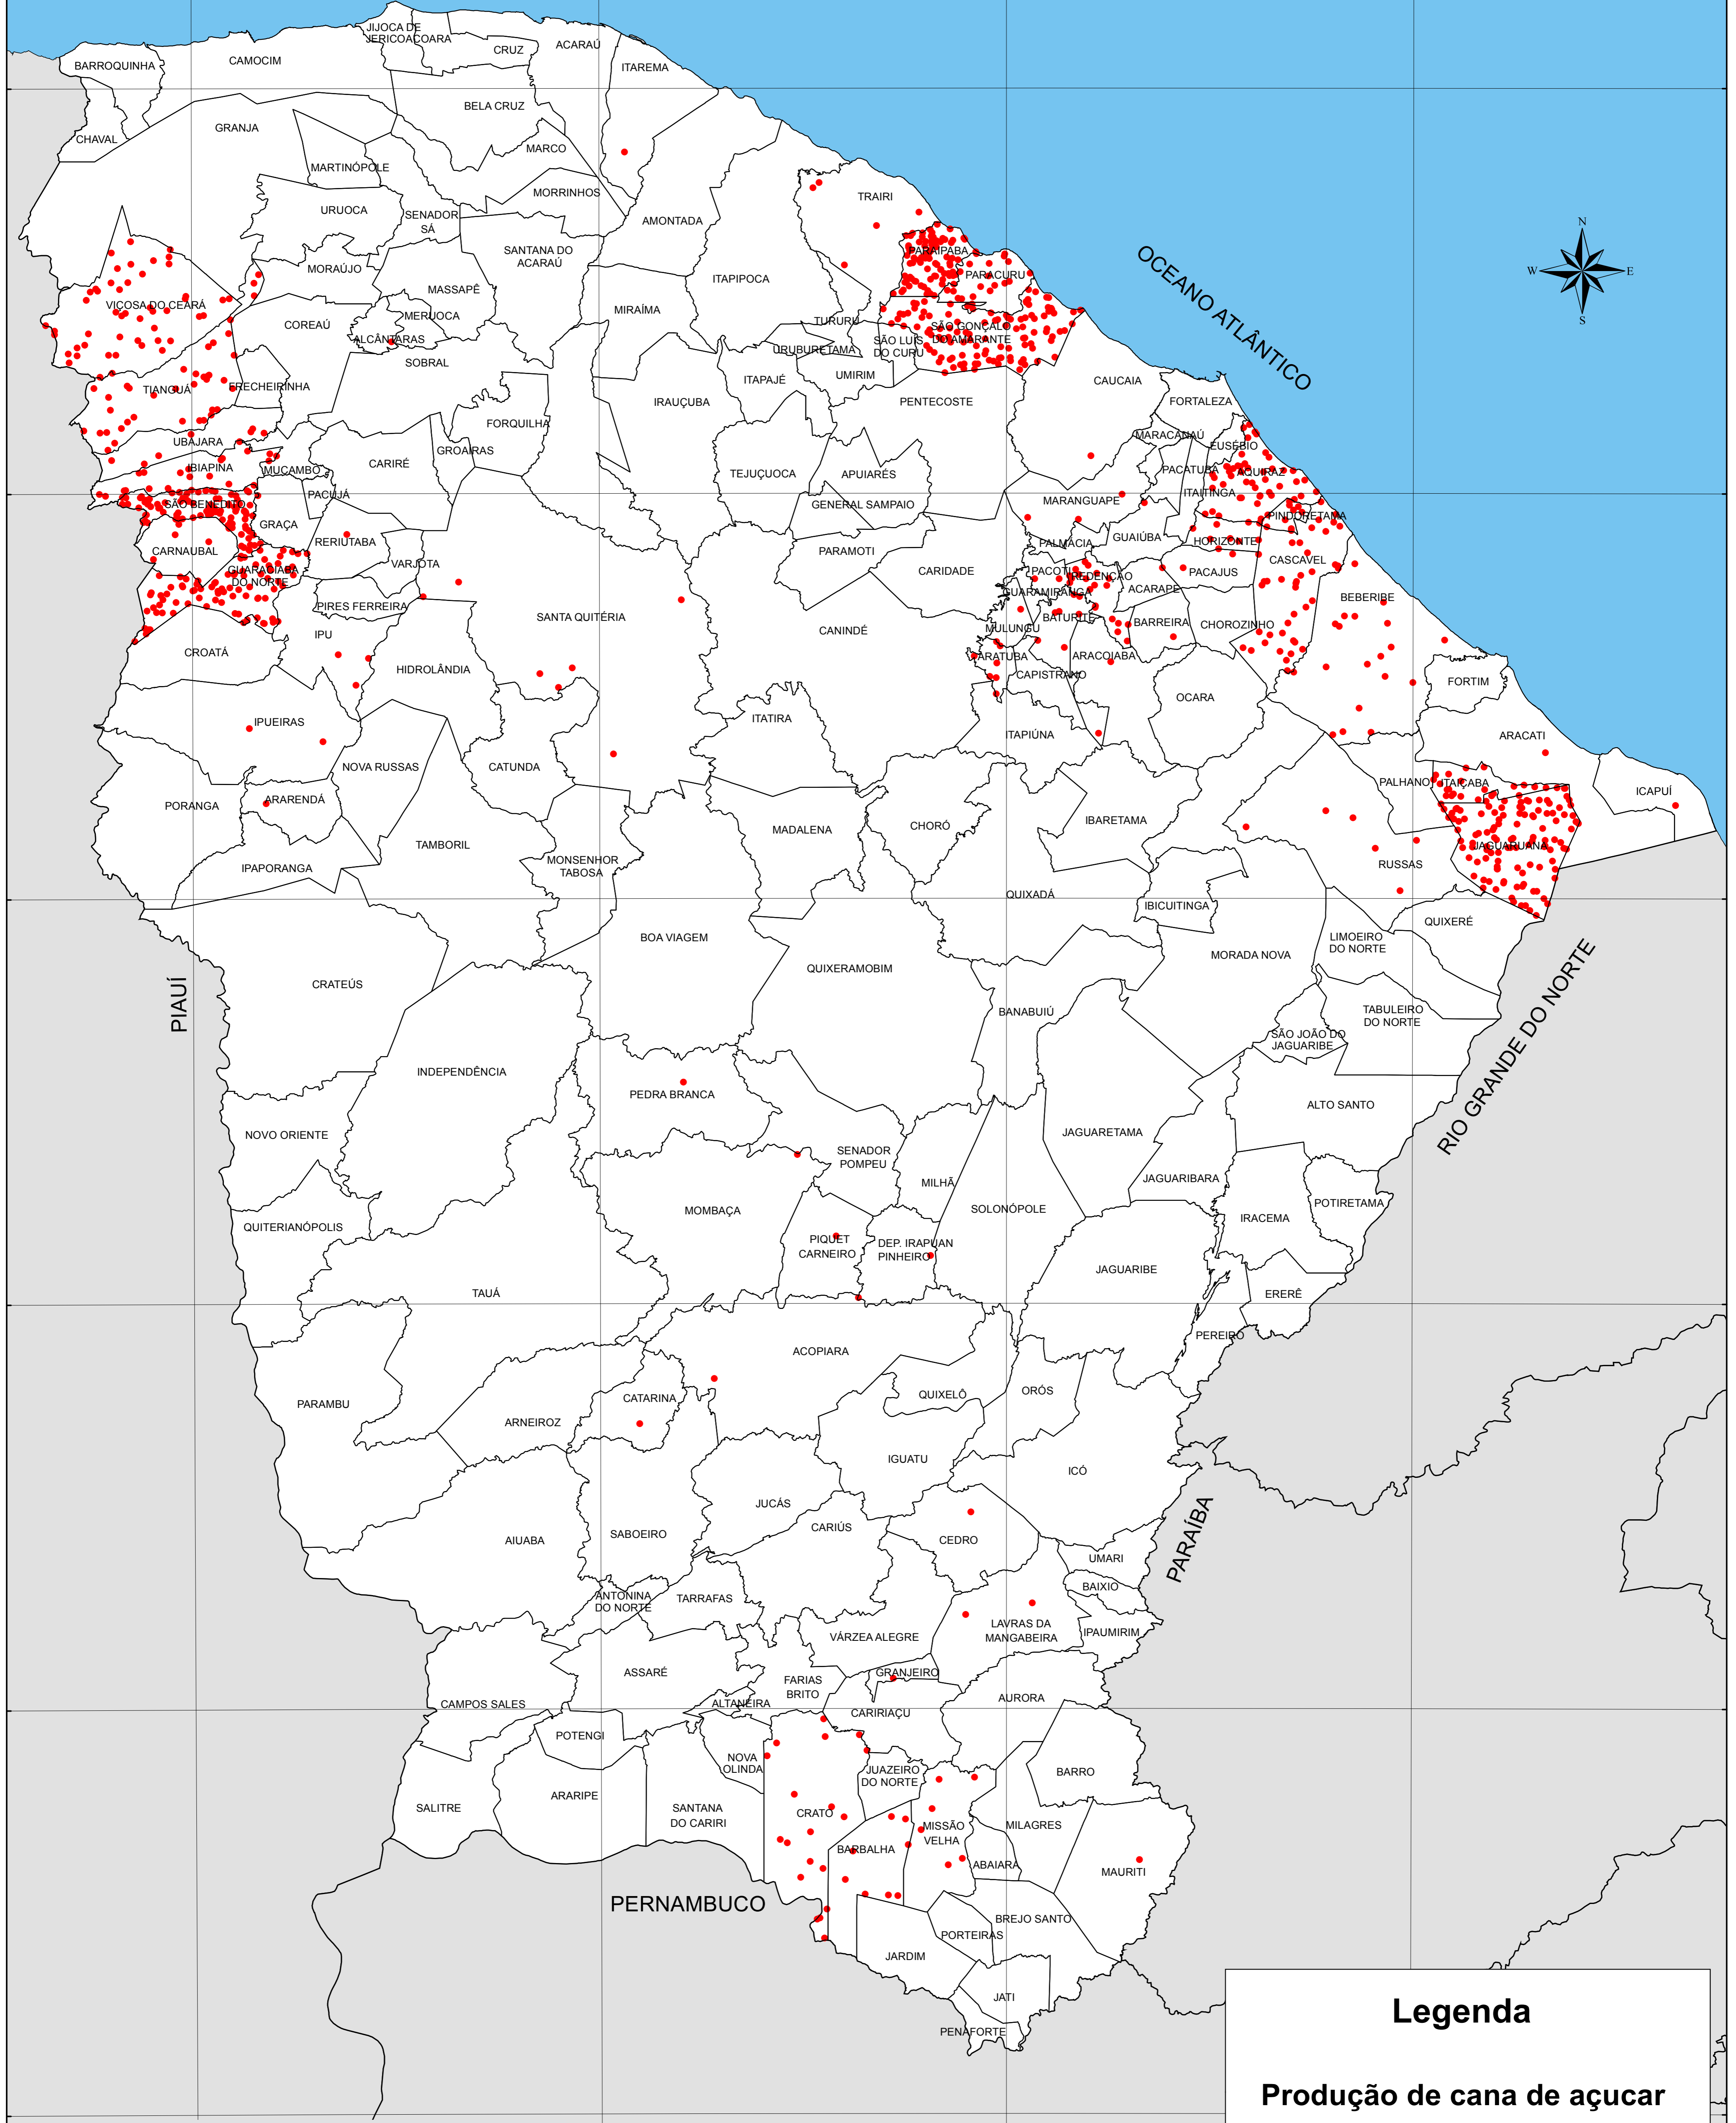 JIJOCA DE
JERICOACOARA
CRUZ
ACARAÚ
ITAREMA
BARROQUINHA
CAMOCIM
BELA CRUZ
CHAVAL
GRANJA
MARCO
MARTINÓPOLE
MORRINHOS
TRAIRI
URUOCA
SENADOR
SÁ
AMONTADA
SANTANA DO
ACARAÚ
PARAIPABA
MORAÚJO
ITAPIPOCA
PARACURU
MASSAPÊ
VIÇOSA DO CEARÁ
MIRAÍMA
MERUOCA
TURURU
COREAÚ
SÃO GONÇALO
DO AMARANTE
ALCÂNTARAS
SÃO LUIS
DO CURU
URUBURETAMA
SOBRAL
UMIRIM
ITAPAJÉ
CAUCAIA
TIANGUÁ
FRECHEIRINHA
IRAUÇUBA
PENTECOSTE
FORTALEZA
OCEANO ATLÂNTICO
N
W
E
S
FORQUILHA
MARACANAÚ
EUSÉBIO
UBAJARA
GROAÍRAS
CARIRÉ
IBIAPINA
MUCAMBO
TEJUÇUOCA
APUIARÉS
PACATUBA
AQUIRAZ
PACUJÁ
ITAITINGA
MARANGUAPE
SÃO BENEDITO
GENERAL SAMPAIO
PINDORETAMA
GRAÇA
RERIUTABA
GUAIÚBA
HORIZONTE
PALMÁCIA
CARNAUBAL
PARAMOTI
VARJOTA
CASCAVEL
GUARACIABA
DO NORTE
CARIDADE
PACOTI
REDENÇÃO
PACAJUS
ACARAPE
GUARAMIRANGA
PIRES FERREIRA
BEBERIBE
SANTA QUITÉRIA
BATURITÉ
BARREIRA
CHOROZINHO
IPU
CANINDÉ
MULUNGU
CROATÁ
ARATUBA
ARACOIABA
HIDROLÂNDIA
CAPISTRANO
FORTIM
OCARA
IPUEIRAS
ITATIRA
ITAPIÚNA
ARACATI
NOVA RUSSAS
CATUNDA
PALHANO
ITAIÇABA
ICAPUÍ
PORANGA
ARARENDÁ
MADALENA
CHORÓ
IBARETAMA
TAMBORIL
JAGUARUANA
MONSENHOR
TABOSA
RUSSAS
IPAPORANGA
QUIXADÁ
IBICUITINGA
QUIXERÉ
BOA VIAGEM
LIMOEIRO
DO NORTE
MORADA NOVA
QUIXERAMOBIM
CRATEÚS
PIAUÍ
BANABUIÚ
TABULEIRO
DO NORTE
SÃO JOÃO DO
JAGUARIBE
RIO GRANDE DO NORTE
INDEPENDÊNCIA
PEDRA BRANCA
ALTO SANTO
NOVO ORIENTE
JAGUARETAMA
SENADOR
POMPEU
JAGUARIBARA
MILHÃ
POTIRETAMA
MOMBAÇA
SOLONÓPOLE
IRACEMA
QUITERIANÓPOLIS
PIQUET
CARNEIRO
DEP. IRAPUAN
PINHEIRO
JAGUARIBE
TAUÁ
ERERÊ
PEREIRO
ACOPIARA
QUIXELÔ
ORÓS
CATARINA
PARAMBU
ARNEIROZ
IGUATU
ICÓ
JUCÁS
CARIÚS
SABOEIRO
AIUABA
CEDRO
PARAÍBA
UMARI
BAIXIO
ANTONINA
DO NORTE
TARRAFAS
LAVRAS DA
MANGABEIRA
IPAUMIRIM
VÁRZEA ALEGRE
ASSARÉ
GRANJEIRO
FARIAS
BRITO
AURORA
CAMPOS SALES
ALTANEIRA
CARIRIAÇU
POTENGI
NOVA
OLINDA
JUAZEIRO
DO NORTE
BARRO
ARARIPE
SALITRE
SANTANA
DO CARIRI
CRATO
MISSÃO
VELHA
MILAGRES
BARBALHA
ABAIARA
MAURITI
PERNAMBUCO
BREJO SANTO
PORTEIRAS
JARDIM
JATI
PENAFORTE
Legenda
Produção de cana de açucar